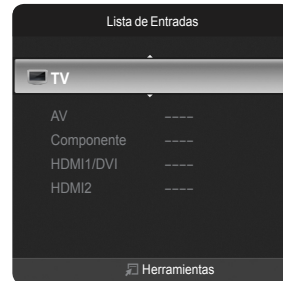 Lista de Entradas
TV
AV ----
Componente ----
HDMI1/DVI ----
HDMI2 ----
Herramientas